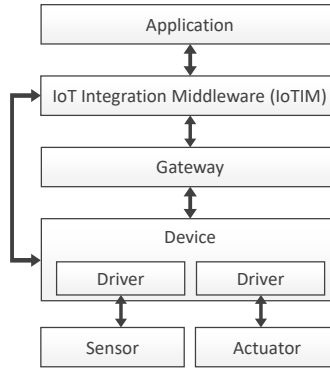 Application
IoT Integration Middleware (IoTIM)
Gateway
Device
Driver
Driver
Sensor
Actuator